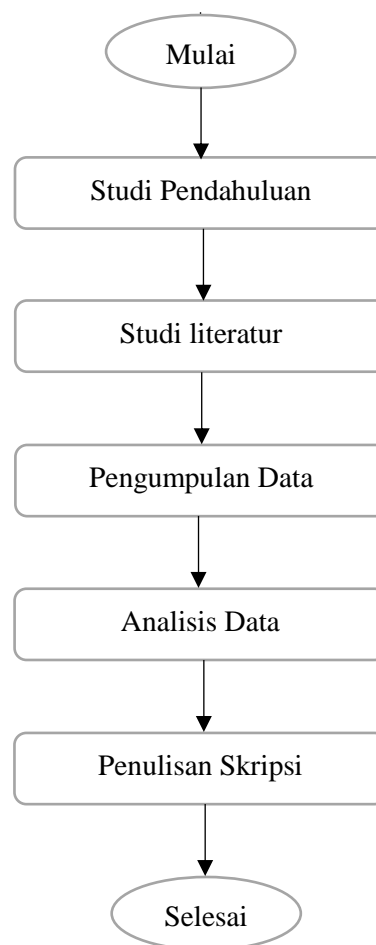 Mulai
Studi Pendahuluan
Studi literatur
Pengumpulan Data
Analisis Data
Penulisan Skripsi
Selesai